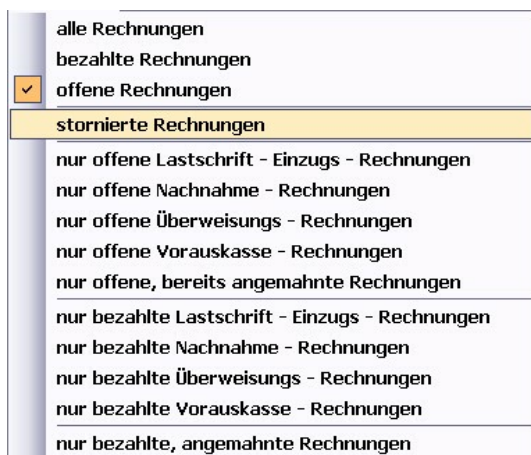 alle Rechnungen
bezahlte Rechnungen
offene Rechnungen
stornierte Rechnungen
nur offene Lastschrift - Einzugs - Rechnungen
nur offene Nachnahme - Rechnungen
nur offene Überweisungs - Rechnungen
nur offene Vorauskasse - Rechnungen
nur offene, bereits angemahnte Rechnungen
nur bezahlte Lastschrift - Einzugs - Rechnungen
nur bezahlte Nachnahme - Rechnungen
nur bezahlte Überweisungs - Rechnungen
nur bezahlte Vorauskasse - Rechnungen
nur bezahlte, angemahnte Rechnungen